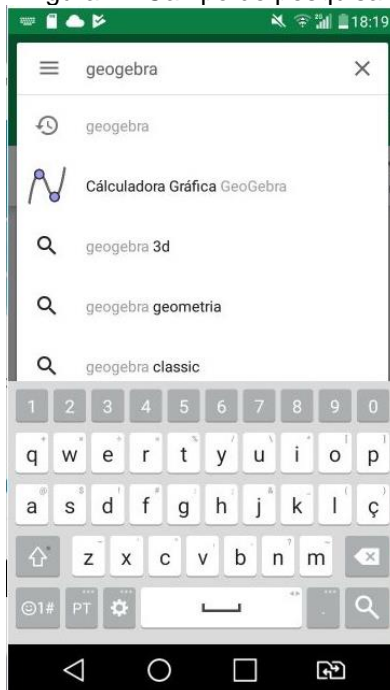 18:19
geogebra
geogebra
Cálculadora Gráfica GeoGebra
geogebra 3d
geogebra geometria
geogebra classic
1 2 3 4 5 6 7 8 9 0
q w e r t y u i o p
a s d f g h j k l ç
z x c v b n m
1# PT .